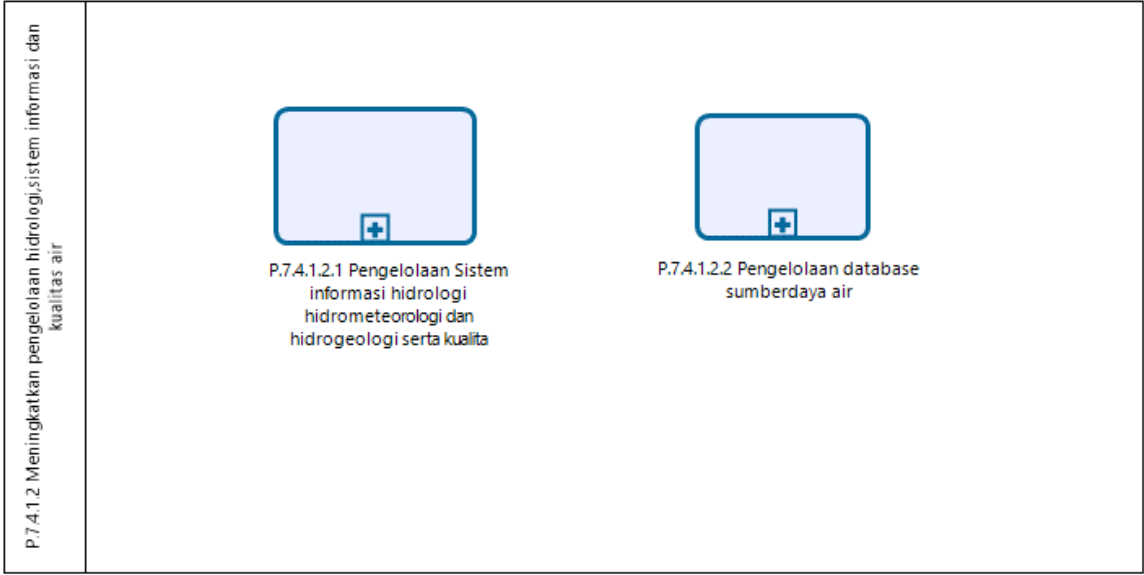 P.7.4.1.2 Meningkatkan pengelolaan hidrologi,sistem informasi dan
kualitas air
P.7.4.1.2.1 Pengelolaan Sistem
informasi hidrologi
hidrometeorologi dan
hidrogeologi serta kualita
P.7.4.1.2.2 Pengelolaan database
sumberdaya air